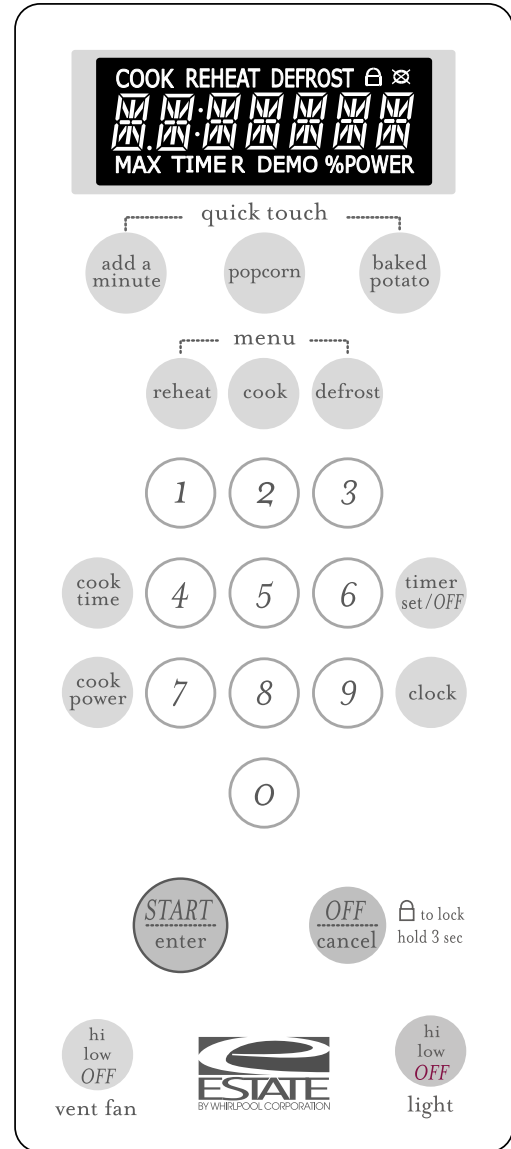 COOK REHEAT DEFROST
MAX TIMER DEMO %POWER
quick touch
add a
minute
popcorn
baked
potato
menu
reheat
cook
defrost
1
2
3
cook
time
4
5
6
timer
set/OFF
cook
power
7
8
9
clock
0
START
enter
OFF
cancel
to lock
hold 3 sec
hi
low
OFF
vent fan
ESTATE
BY WHIRLPOOL CORPORATION
hi
low
OFF
light